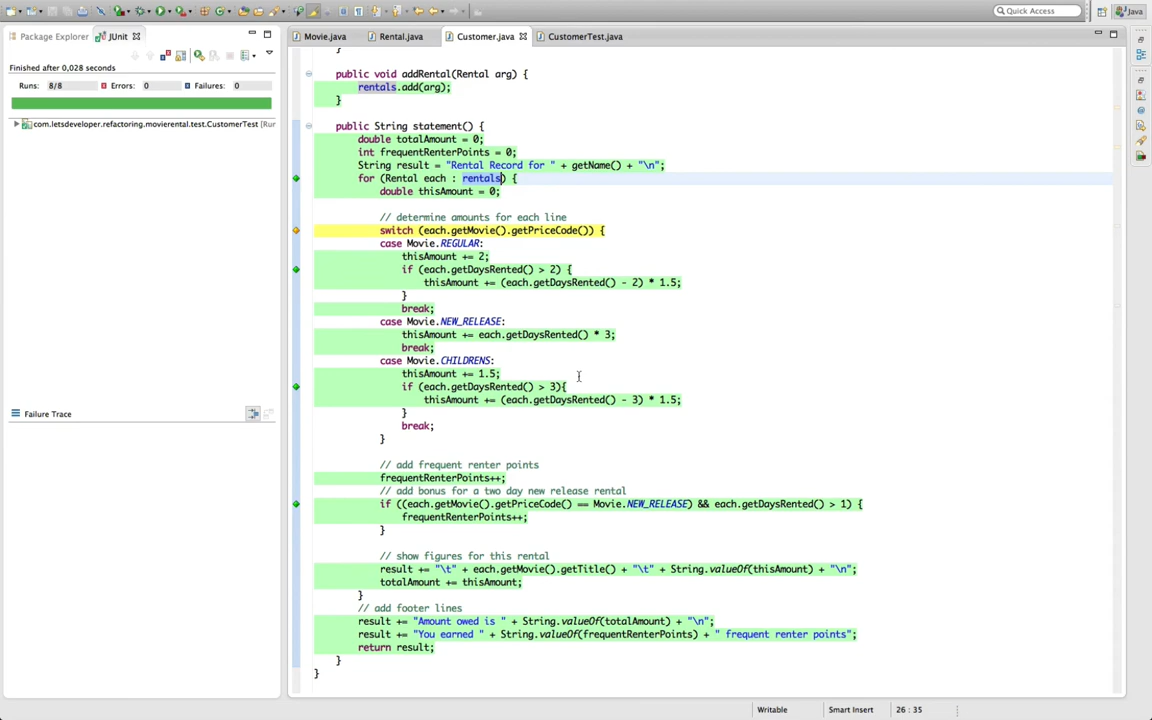 Quick Access
Java
Package Explorer
JUnit
Finished after 0,028 seconds
Runs: 8/8
Errors: 0
Failures: 0
com.letsdeveloper.refactoring.movierental.test.CustomerTest (Rur
Failure Trace
Movie.java
Rental.java
Customer.java
CustomerTest.java
}
public void addRental(Rental arg) {
rentals.add(arg);
}
public String statement() {
double totalAmount = 0;
int frequentRenterPoints = 0;
String result = "Rental Record for " + getName() + "\n";
for (Rental each : rentals) {
double thisAmount = 0;
// determine amounts for each line
switch (each.getMovie().getPriceCode()) {
case Movie.REGULAR:
thisAmount += 2;
if (each.getDaysRented() > 2) {
thisAmount += (each.getDaysRented() - 2) * 1.5;
}
break;
case Movie.NEW_RELEASE:
thisAmount += each.getDaysRented() * 3;
break;
case Movie.CHILDRENS:
thisAmount += 1.5;
if (each.getDaysRented() > 3){
thisAmount += (each.getDaysRented() - 3) * 1.5;
}
break;
}
// add frequent renter points
frequentRenterPoints++;
// add bonus for a two day new release rental
if ((each.getMovie().getPriceCode() == Movie.NEW_RELEASE) && each.getDaysRented() > 1) {
frequentRenterPoints++;
}
// show figures for this rental
result += "\t" + each.getMovie().getTitle() + "\t" + String.valueOf(thisAmount) + "\n";
totalAmount += thisAmount;
}
// add footer lines
result += "Amount owed is " + String.valueOf(totalAmount) + "\n";
result += "You earned " + String.valueOf(frequentRenterPoints) + " frequent renter points";
return result;
}
}
Writable
Smart Insert
26 : 35